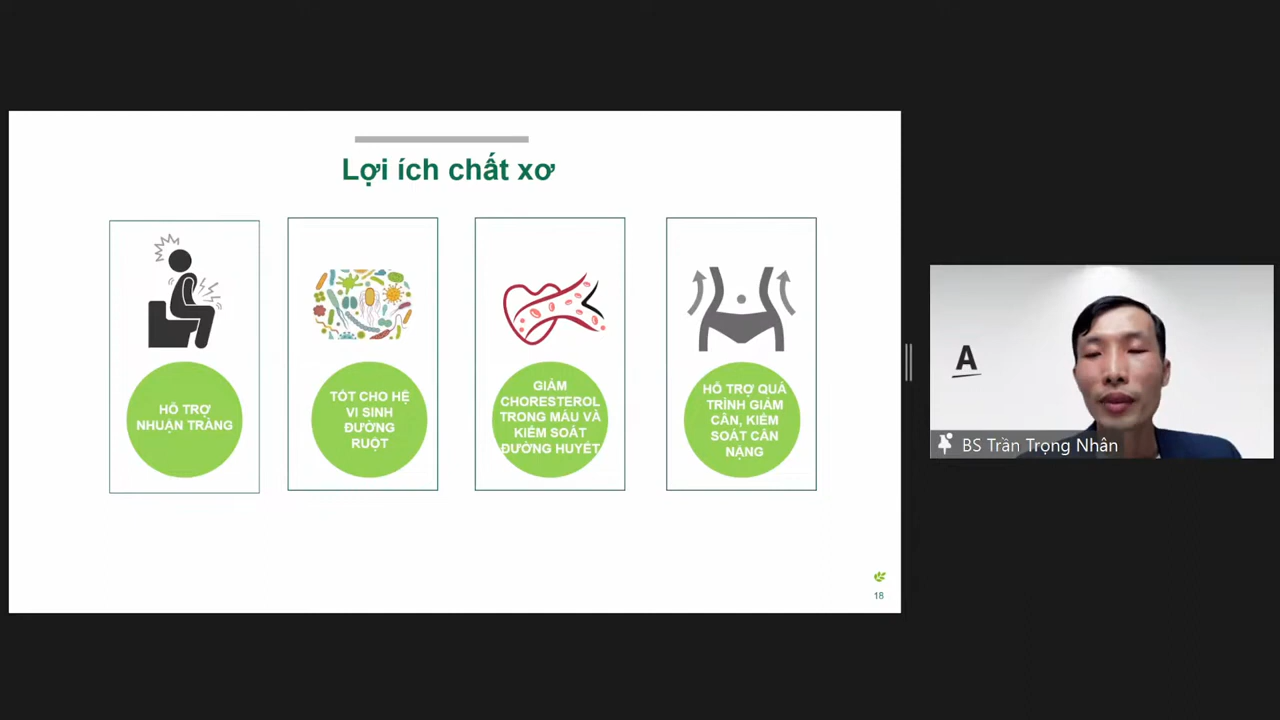 Lợi ích chất xơ
HỖ TRỢ
NHUẬN TRÀNG
TỐT CHO HỆ
VI SINH
ĐƯỜNG
RUỘT
GIẢM
CHORESTEROL
TRONG MÁU VÀ
KIỂM SOÁT
ĐƯỜNG HUYẾT
HỖ TRỢ QUÁ
TRÌNH GIẢM
CÂN, KIỂM
SOÁT CÂN
NẶNG
18
A
BS Trần Trọng Nhân